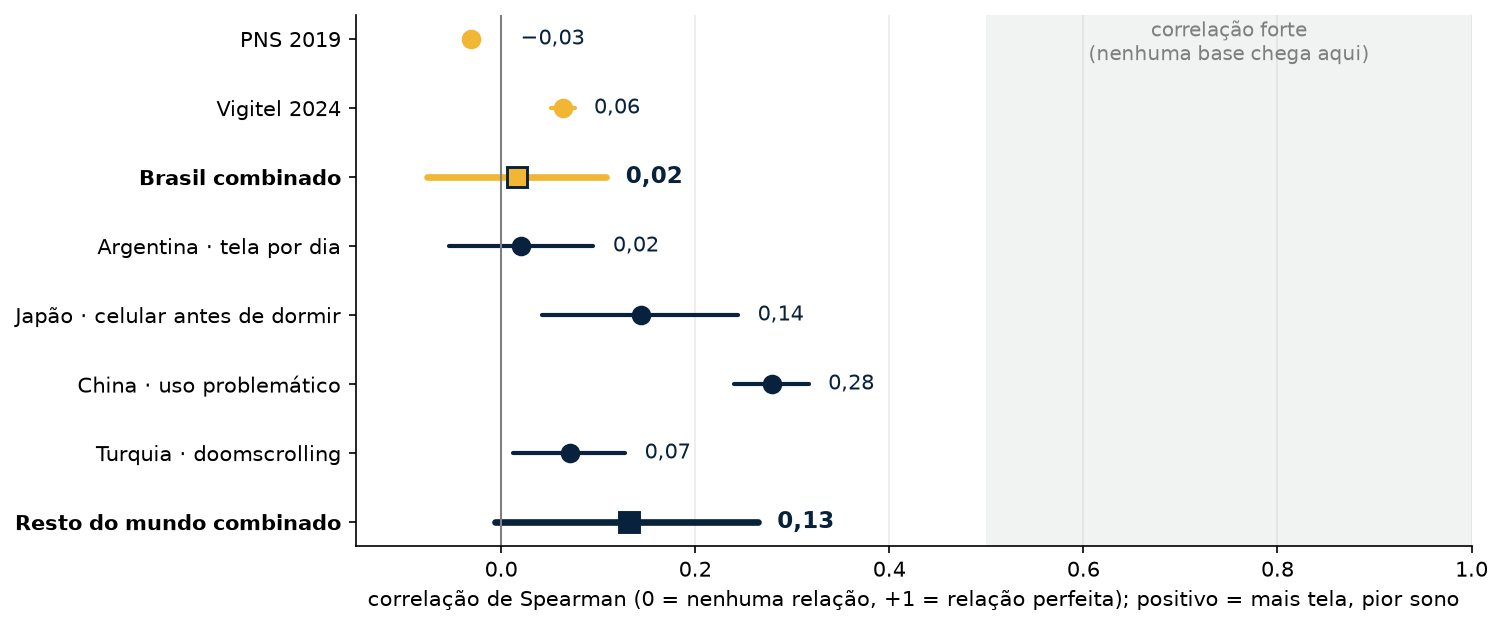 correlação forte
(nenhuma base chega aqui)
PNS 2019 −0,03
Vigitel 2024 0,06
Brasil combinado 0,02
Argentina · tela por dia 0,02
Japão · celular antes de dormir 0,14
China · uso problemático 0,28
Turquia · doomscrolling 0,07
Resto do mundo combinado 0,13
0.0 0.2 0.4 0.6 0.8 1.0
correlação de Spearman (0 = nenhuma relação, +1 = relação perfeita); positivo = mais tela, pior sono